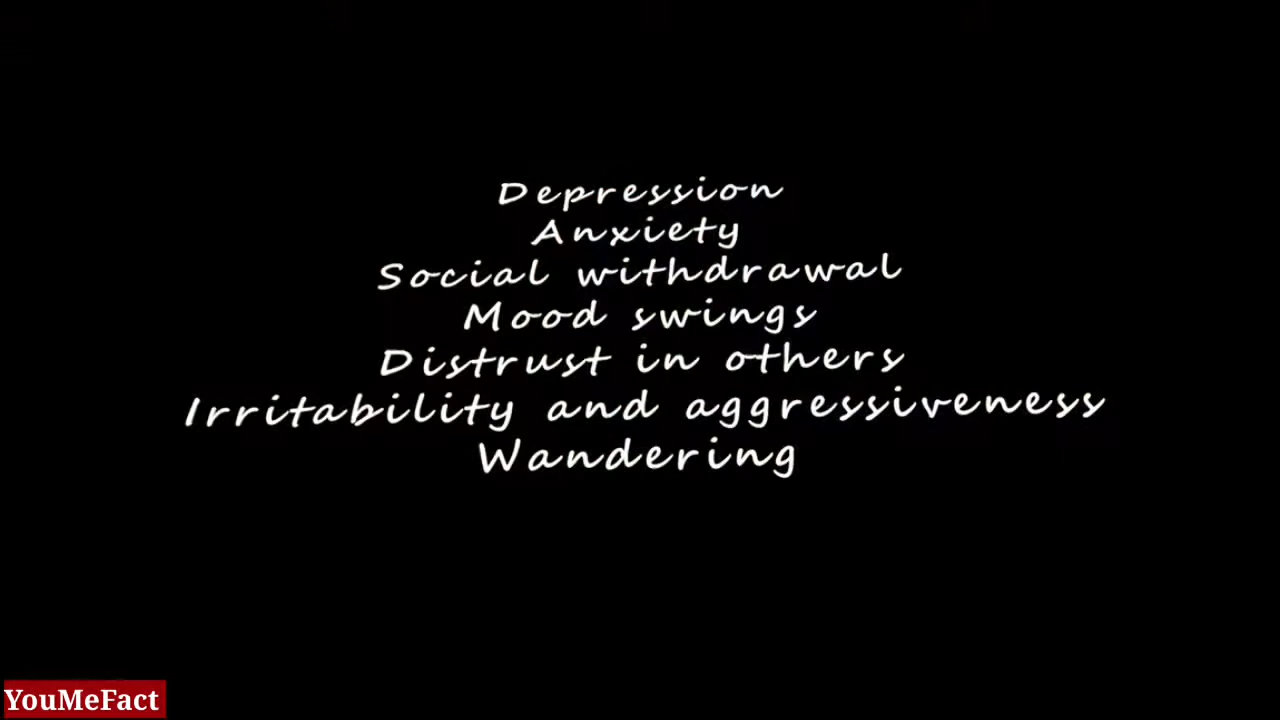 Depression
Anxiety
Social withdrawal
Mood swings
Distrust in others
Irritability and aggressiveness
Wandering
YouMeFact